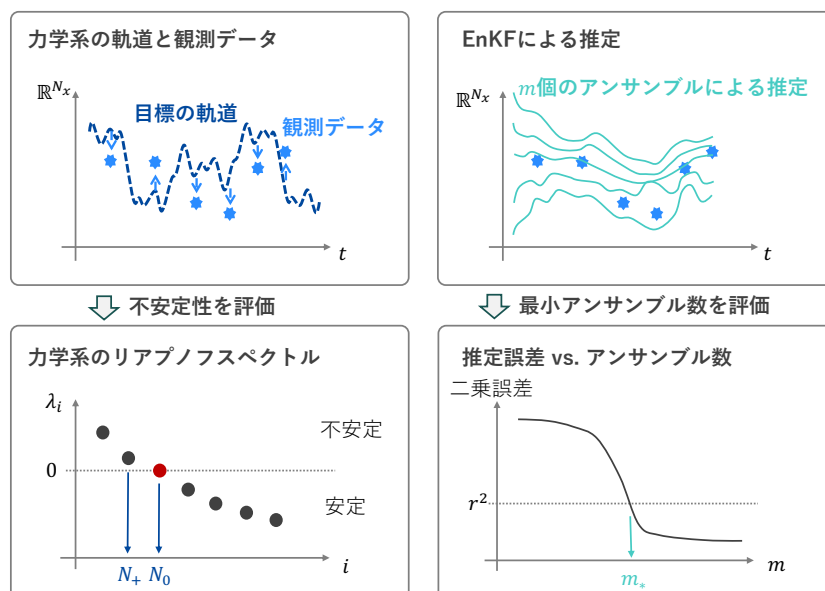 力学系の軌道と観測データ
ℝ^{N_x}
目標の軌道
観測データ
t
EnKFによる推定
ℝ^{N_x}
m個のアンサンブルによる推定
t
不安定性を評価
最小アンサンブル数を評価
力学系のリアプノフスペクトル
λ_i
不安定
0
安定
N_+ N_0
i
推定誤差 vs. アンサンブル数
二乗誤差
r^2
m_*
m